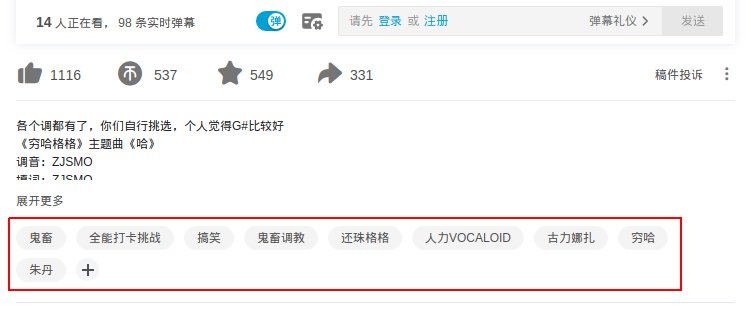 14 人正在看， 98 条实时弹幕 弹 请先 登录 或 注册 弹幕礼仪 发送
1116 537 549 331 稿件投诉
各个调都有了，你们自行挑选，个人觉得G#比较好
《穷哈格格》主题曲《哈》
调音：ZJSMO
填词：ZJSMO
展开更多
鬼畜 全能打卡挑战 搞笑 鬼畜调教 还珠格格 人力VOCALOID 古力娜扎 穷哈
朱丹